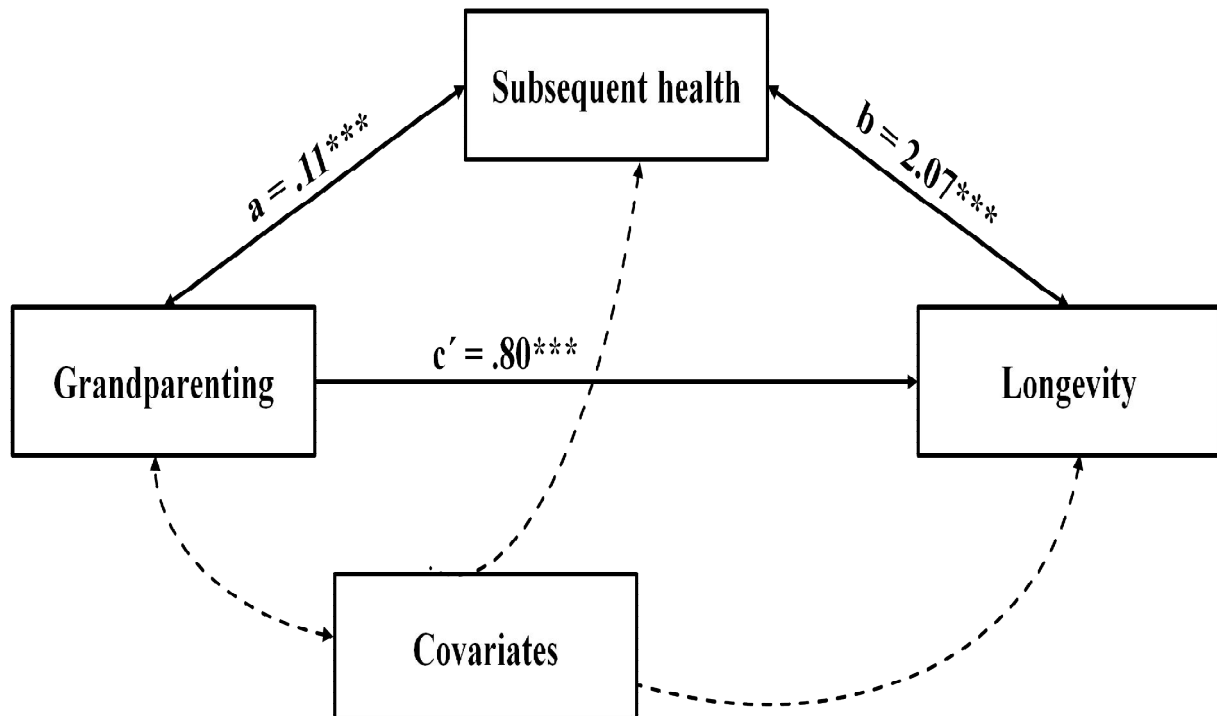 Subsequent health
a = .11***
b = 2.07***
c´ = .80***
Grandparenting
Longevity
Covariates